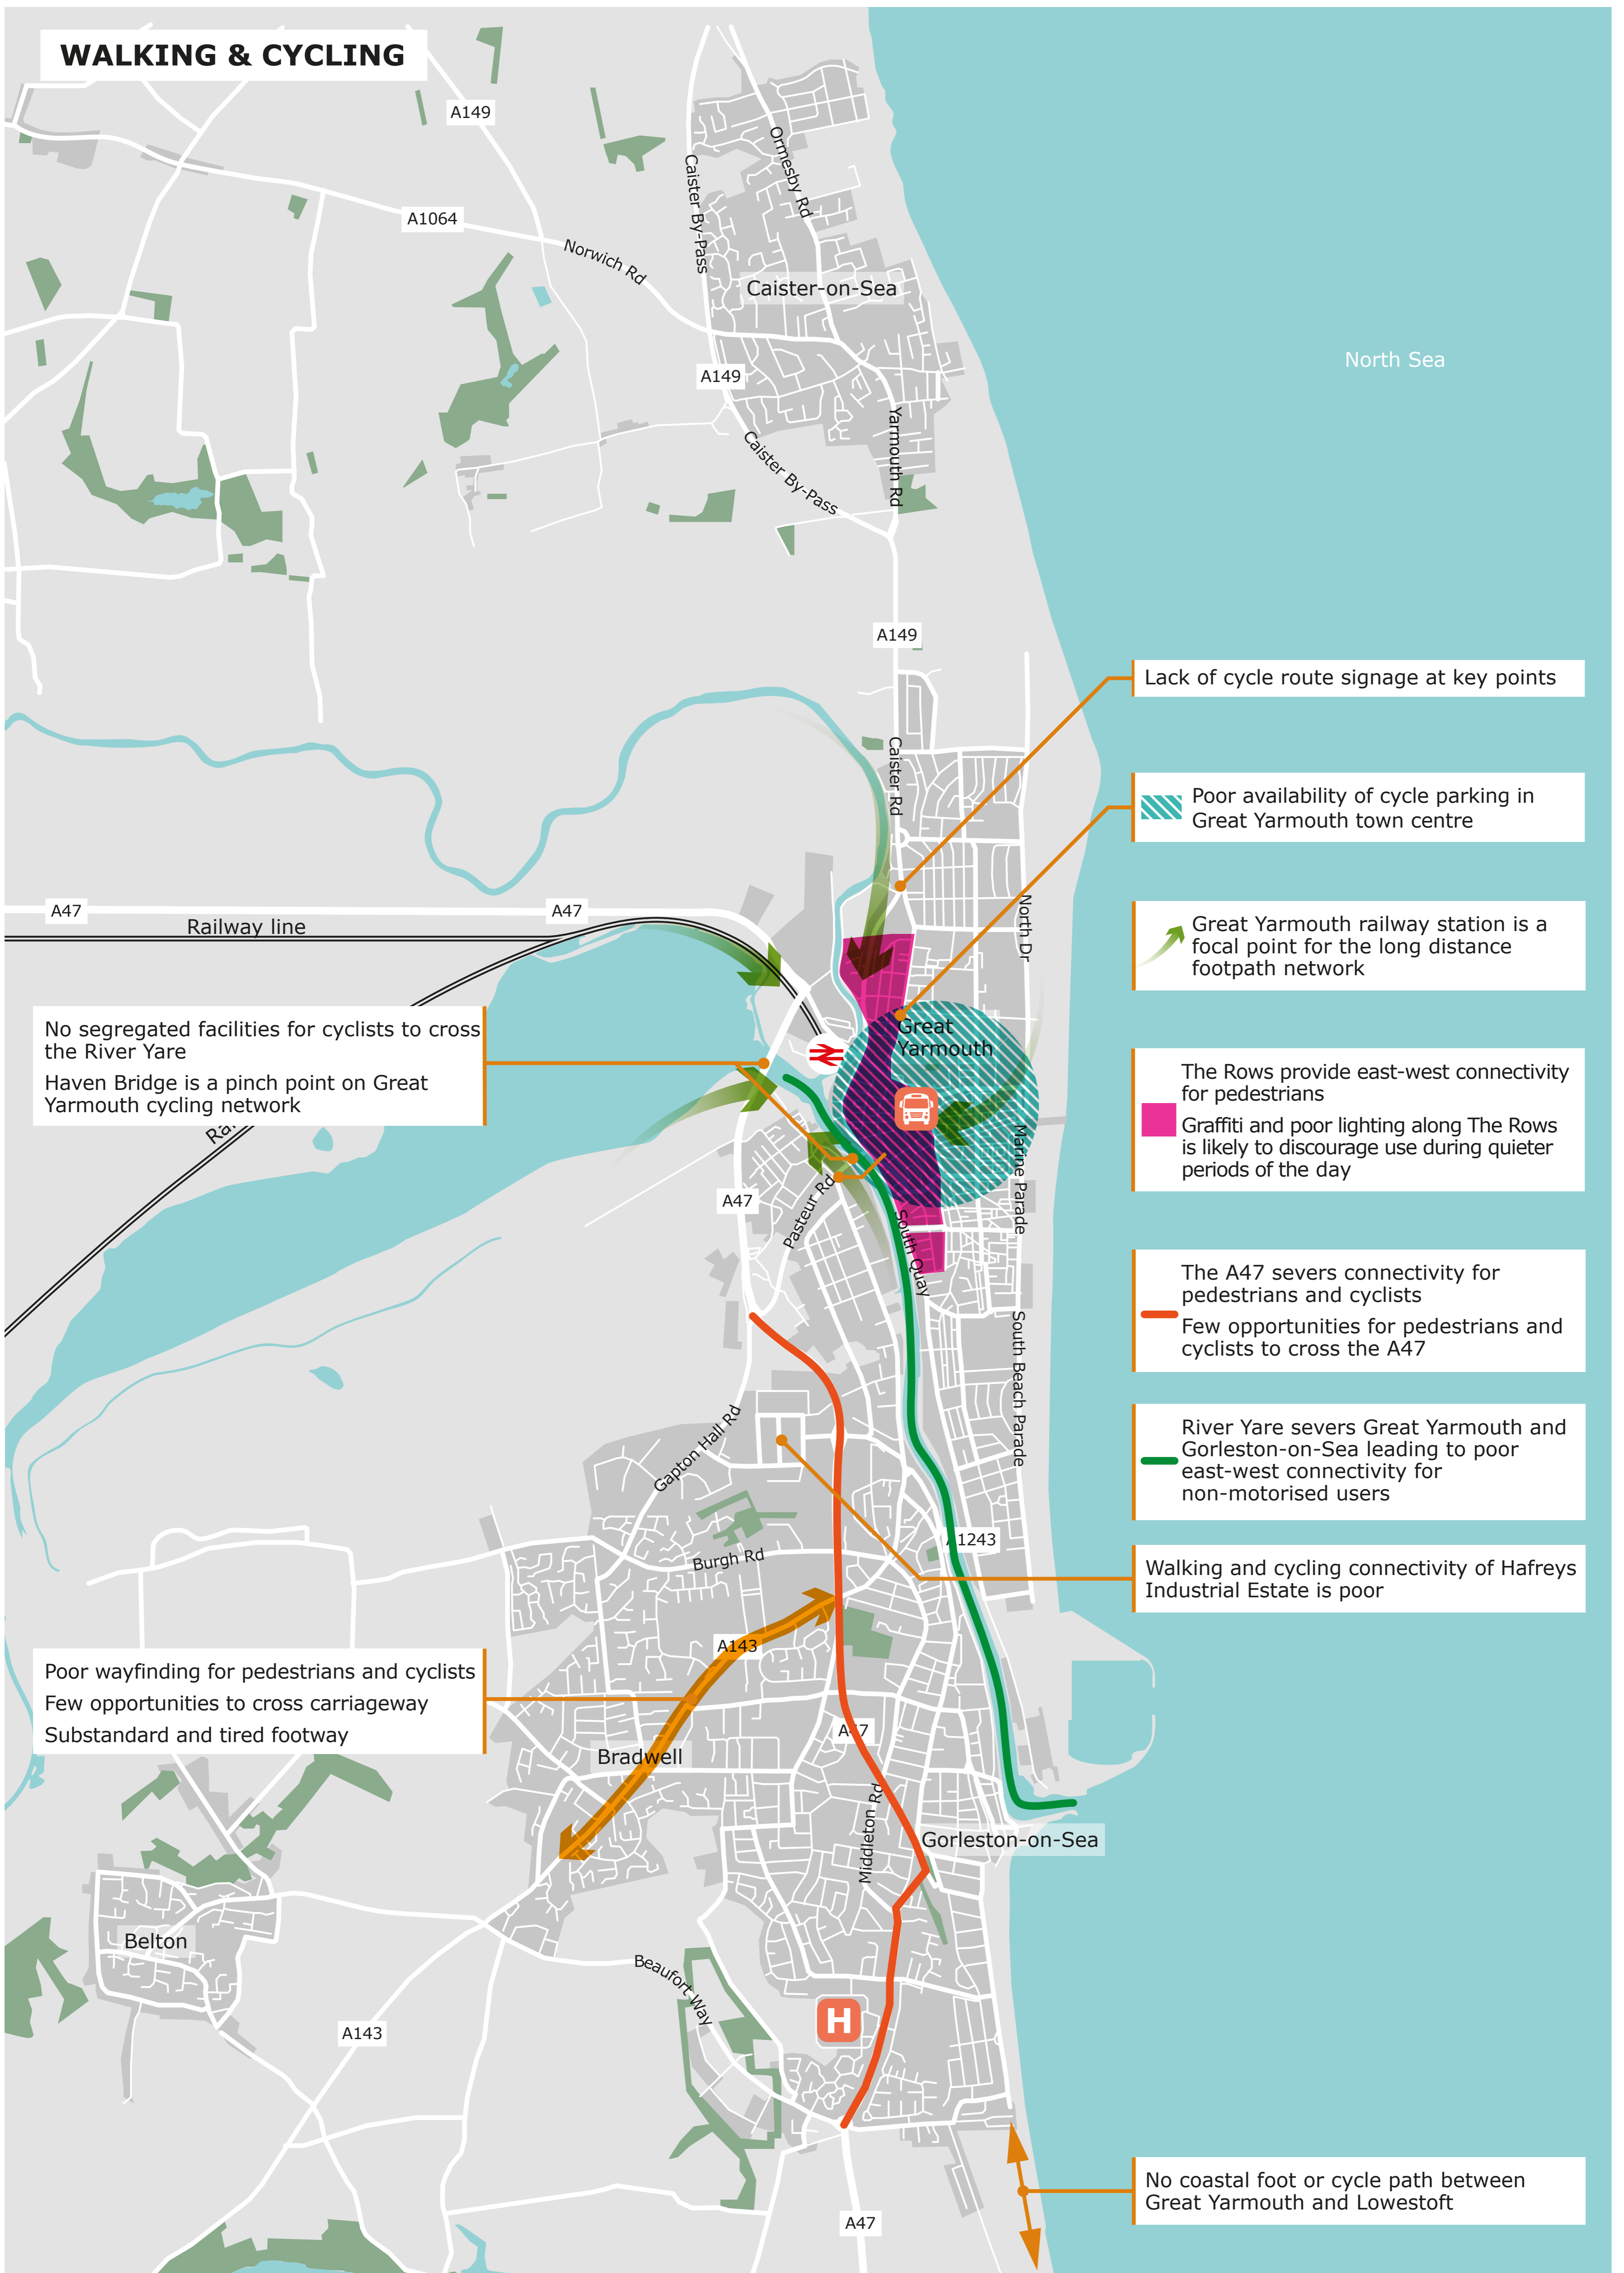 WALKING & CYCLING
A149
Ormesby Rd
Caister By-Pass
A1064
Norwich Rd
Caister-on-Sea
North Sea
A149
Yarmouth Rd
Caister By-Pass
A149
Lack of cycle route signage at key points
Caister Rd
Poor availability of cycle parking in
Great Yarmouth town centre
A47
A47
Railway line
North Dr
Great Yarmouth railway station is a
focal point for the long distance
footpath network
No segregated facilities for cyclists to cross
the River Yare
Haven Bridge is a pinch point on Great
Yarmouth cycling network
Great
Yarmouth
The Rows provide east-west connectivity
for pedestrians
Graffiti and poor lighting along The Rows
is likely to discourage use during quieter
periods of the day
Marine Parade
A47
Pasteur Rd
South Quay
The A47 severs connectivity for
pedestrians and cyclists
Few opportunities for pedestrians and
cyclists to cross the A47
South Beach Parade
Gapton Hall Rd
River Yare severs Great Yarmouth and
Gorleston-on-Sea leading to poor
east-west connectivity for
non-motorised users
Burgh Rd
A1243
Walking and cycling connectivity of Hafreys
Industrial Estate is poor
A143
Poor wayfinding for pedestrians and cyclists
Few opportunities to cross carriageway
Substandard and tired footway
A47
Bradwell
Middleton Rd
Gorleston-on-Sea
Belton
Beaufort Way
H
A143
No coastal foot or cycle path between
Great Yarmouth and Lowestoft
A47